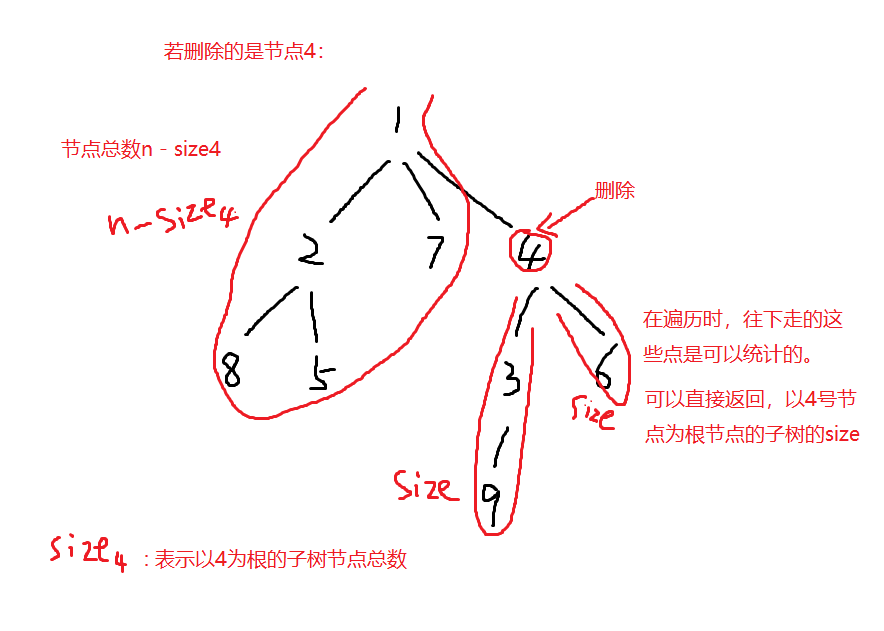 若删除的是节点4：
1
节点总数n - size4
删除
n-size4
2
7
4
在遍历时，往下走的这
些点是可以统计的。
8
5
3
6
可以直接返回，以4号节
点为根节点的子树的size
size
size
9
size4
：表示以4为根的子树节点总数